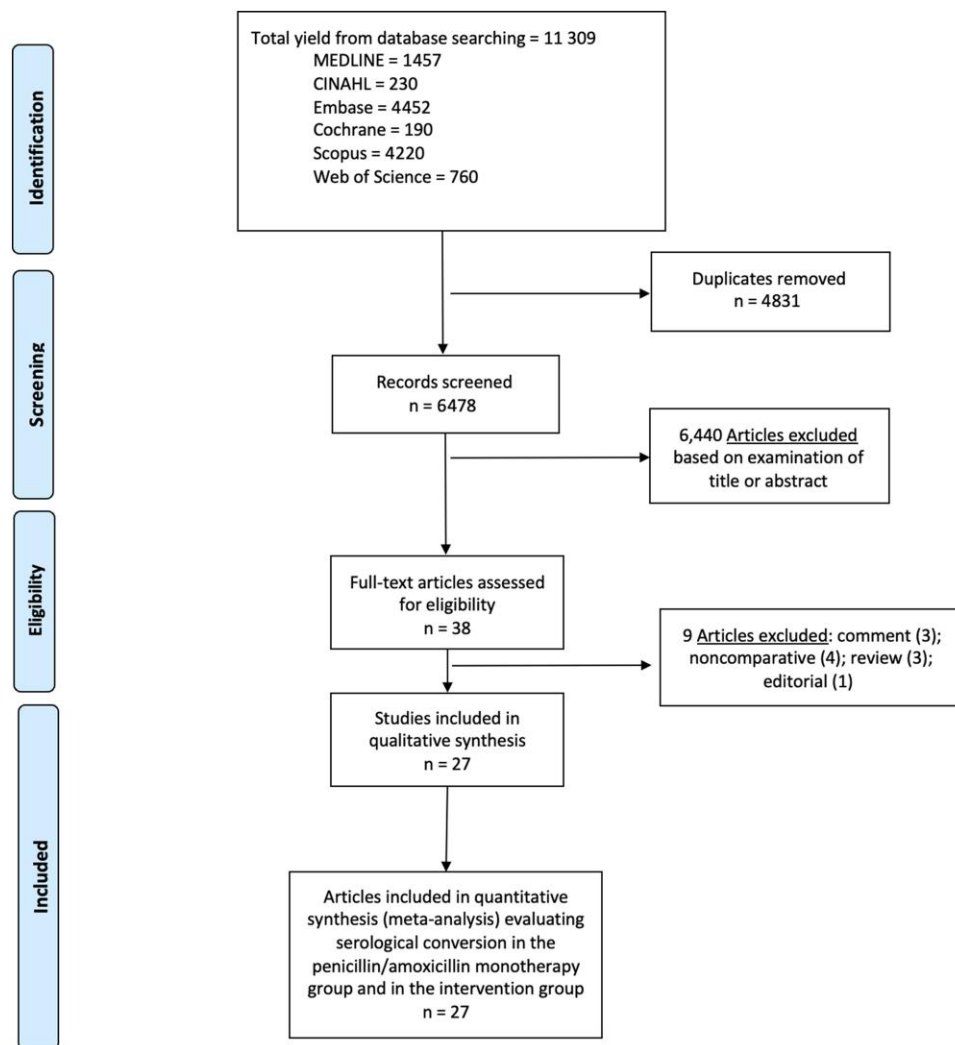 Identification
Total yield from database searching = 11 309
MEDLINE = 1457
CINAHL = 230
Embase = 4452
Cochrane = 190
Scopus = 4220
Web of Science = 760
Screening
Duplicates removed
n = 4831
Records screened
n = 6478
6,440 Articles excluded
based on examination of
title or abstract
Eligibility
Full-text articles assessed
for eligibility
n = 38
9 Articles excluded: comment (3);
noncomparative (4); review (3);
editorial (1)
Included
Studies included in
qualitative synthesis
n = 27
Articles included in quantitative
synthesis (meta-analysis) evaluating
serological conversion in the
penicillin/amoxicillin monotherapy
group and in the intervention group
n = 27